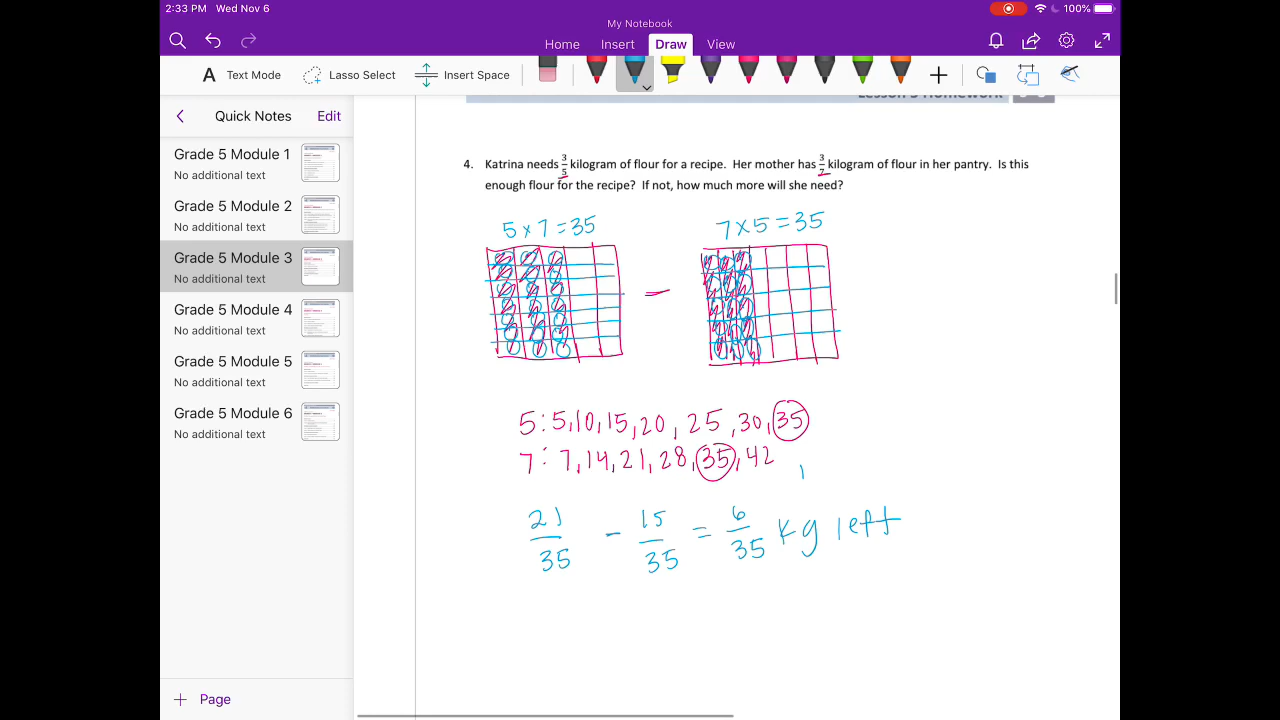 2:33 PM Wed Nov 6
100%
My Notebook
Home Insert Draw View
A Text Mode Lasso Select Insert Space
Quick Notes Edit
Grade 5 Module 1
No additional text
Grade 5 Module 2
No additional text
Grade 5 Module 3
No additional text
Grade 5 Module 4
No additional text
Grade 5 Module 5
No additional text
Grade 5 Module 6
No additional text
+ Page
4. Katrina needs 3/5 kilogram of flour for a recipe. Her mother has 3/7 kilogram of flour in her pantry. Is this
enough flour for the recipe? If not, how much more will she need?
5 x 7 = 35 7 x 5 = 35
-
5: 5, 10, 15, 20, 25, 30, 35
7: 7, 14, 21, 28, 35, 42
21/35 - 15/35 = 6/35 kg left